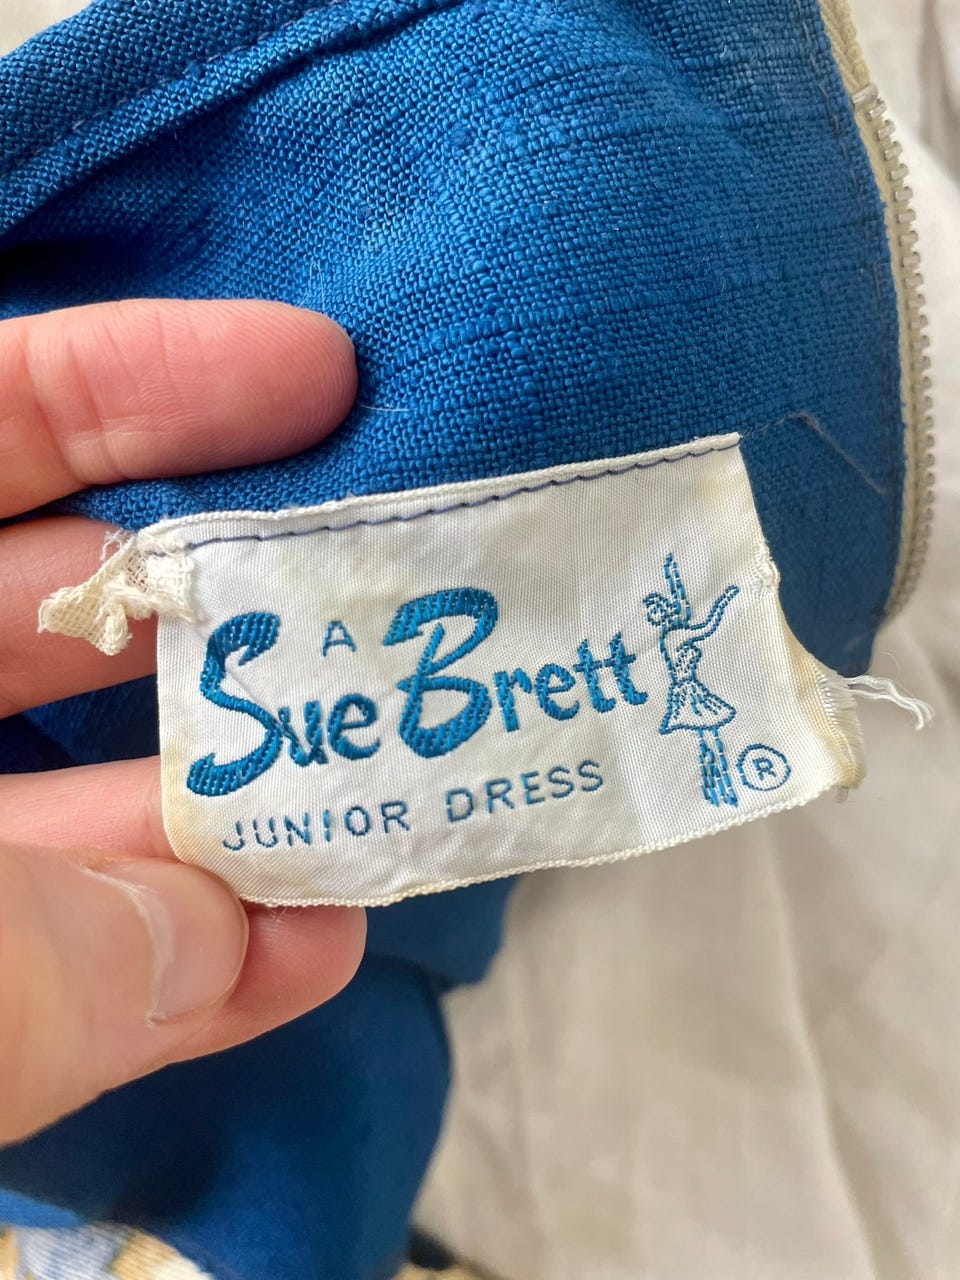 A
Sue Brett
JUNIOR DRESS
®